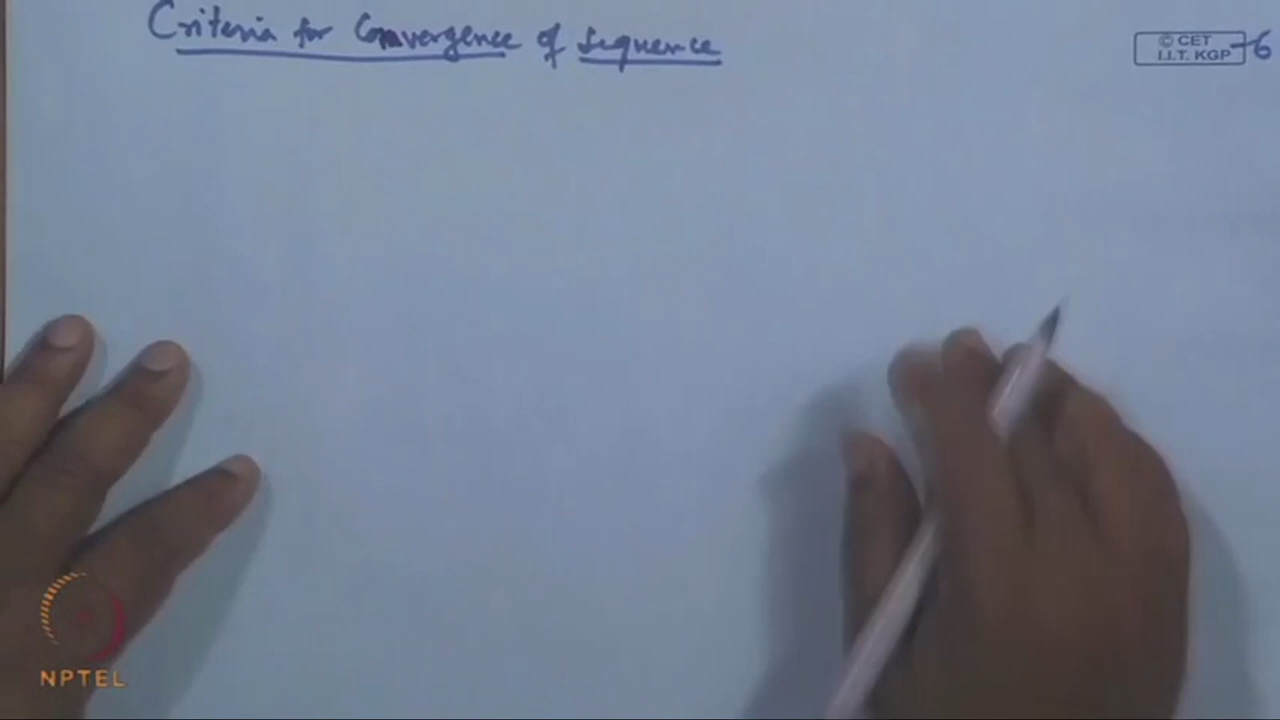 Criteria for Convergence of Sequence
© CET
I.I.T. KGP
6
NPTEL